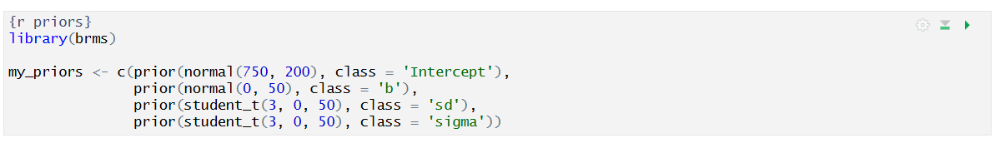 {r priors}
library(brms)
my_priors <- c(prior(normal(750, 200), class = 'Intercept'),
prior(normal(0, 50), class = 'b'),
prior(student_t(3, 0, 50), class = 'sd'),
prior(student_t(3, 0, 50), class = 'sigma'))